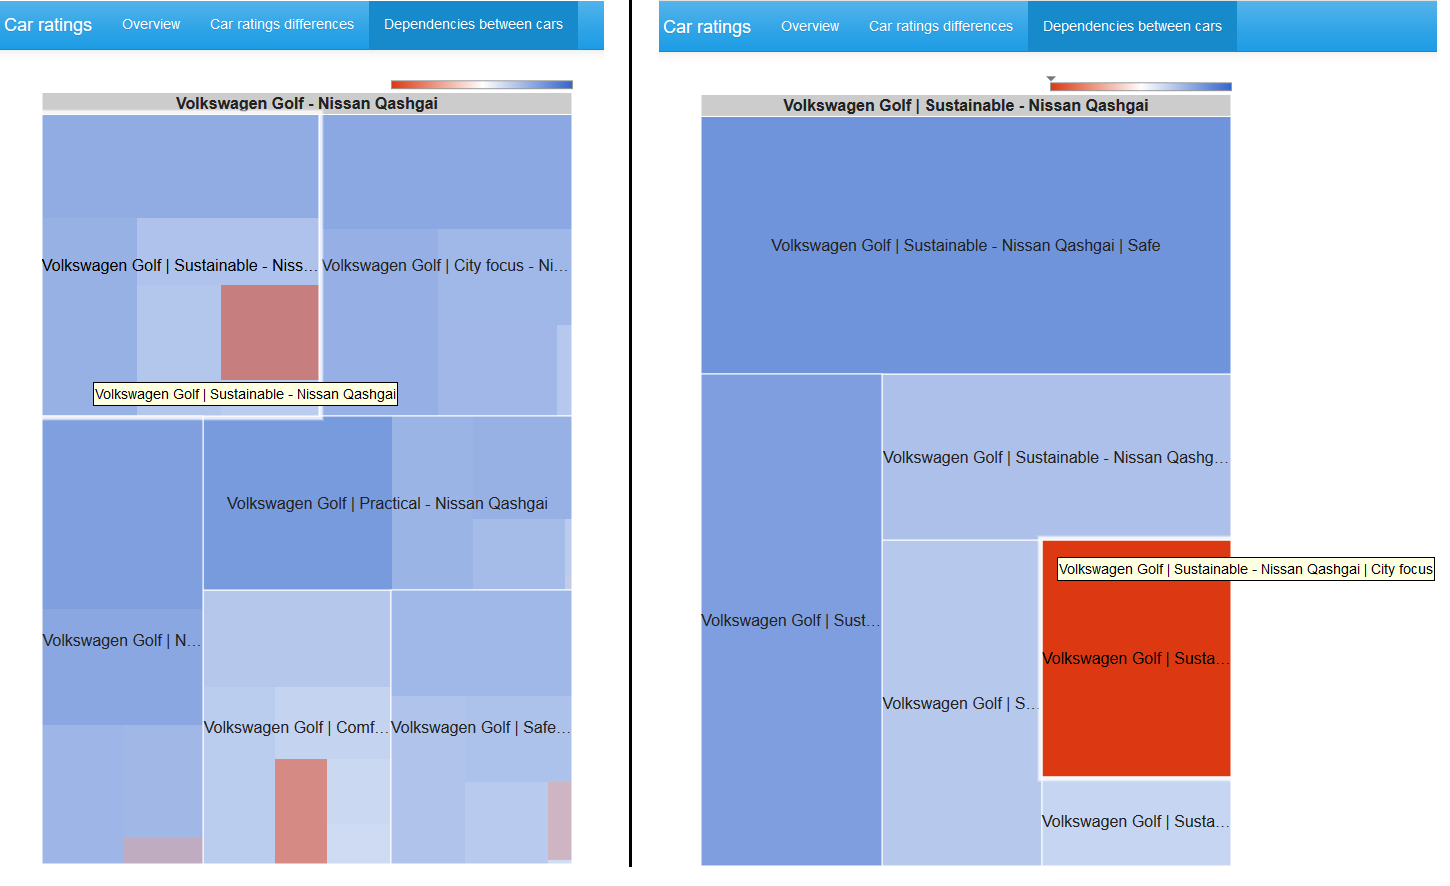 Car ratings Overview Car ratings differences Dependencies between cars
Volkswagen Golf - Nissan Qashgai
Volkswagen Golf | Sustainable - Niss...
Volkswagen Golf | City focus - Ni...
Volkswagen Golf | Sustainable - Nissan Qashgai
Volkswagen Golf | Practical - Nissan Qashgai
Volkswagen Golf | N...
Volkswagen Golf | Comf...
Volkswagen Golf | Safe...
Car ratings Overview Car ratings differences Dependencies between cars
Volkswagen Golf | Sustainable - Nissan Qashgai
Volkswagen Golf | Sustainable - Nissan Qashgai | Safe
Volkswagen Golf | Sustainable - Nissan Qashg...
Volkswagen Golf | Sustainable - Nissan Qashgai | City focus
Volkswagen Golf | Sust...
Volkswagen Golf | Susta...
Volkswagen Golf | S...
Volkswagen Golf | Susta...